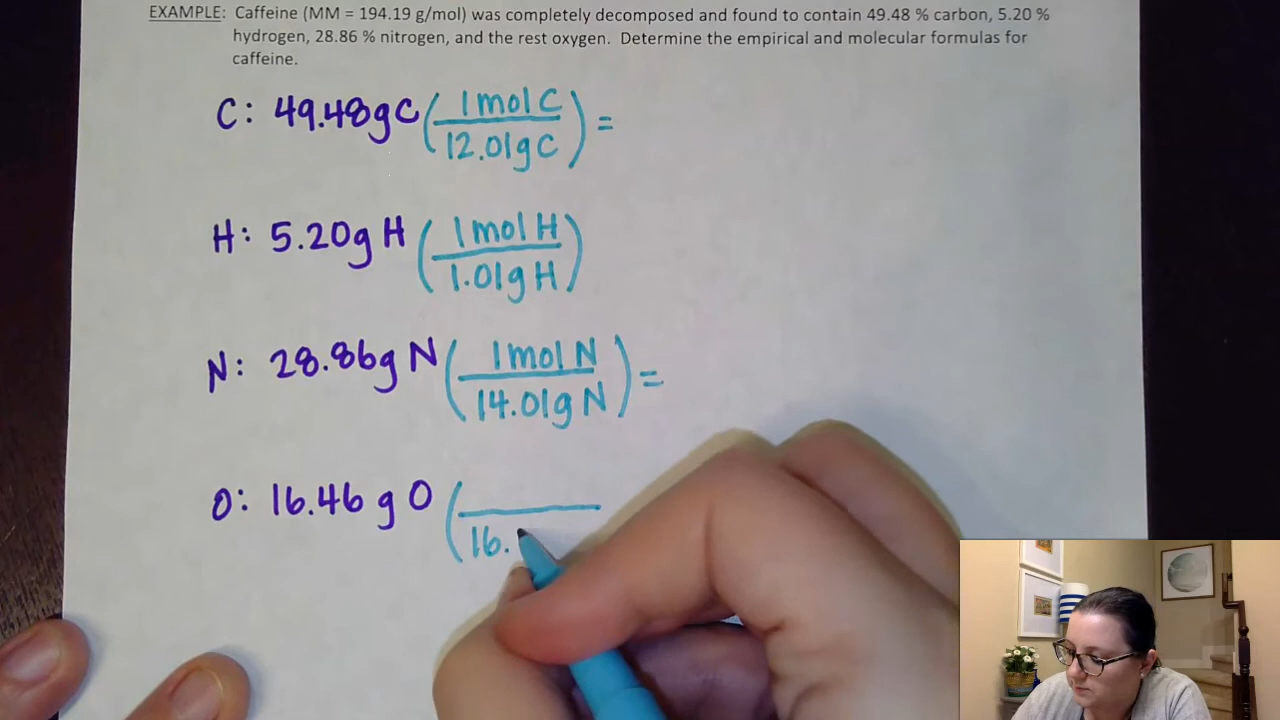 EXAMPLE: Caffeine (MM = 194.19 g/mol) was completely decomposed and found to contain 49.48 % carbon, 5.20 %
hydrogen, 28.86 % nitrogen, and the rest oxygen. Determine the empirical and molecular formulas for
caffeine.
C: 49.48g C (1 mol C / 12.01g C) =
H: 5.20g H (1 mol H / 1.01g H)
N: 28.86g N (1 mol N / 14.01g N) =
O: 16.46 g O ( / 16.